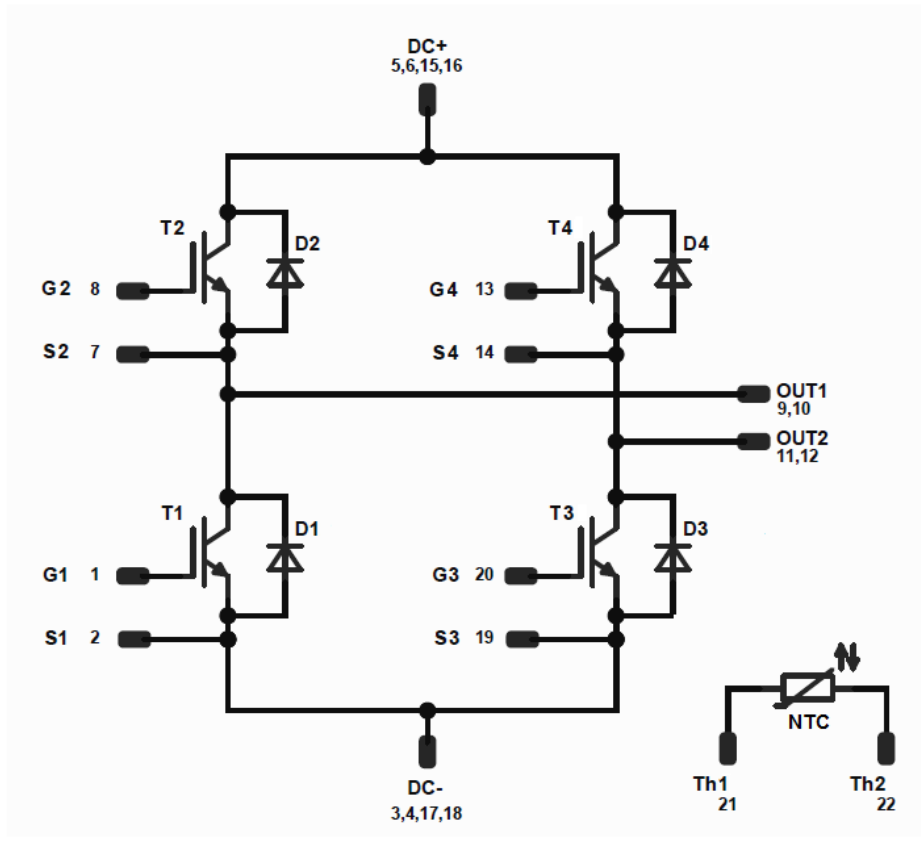 DC+
5,6,15,16
T2
D2
T4
D4
G2 8
G4 13
S2 7
S4 14
OUT1
9,10
OUT2
11,12
T1
D1
T3
D3
G1 1
G3 20
S1 2
S3 19
NTC
DC-
3,4,17,18
Th1
21
Th2
22